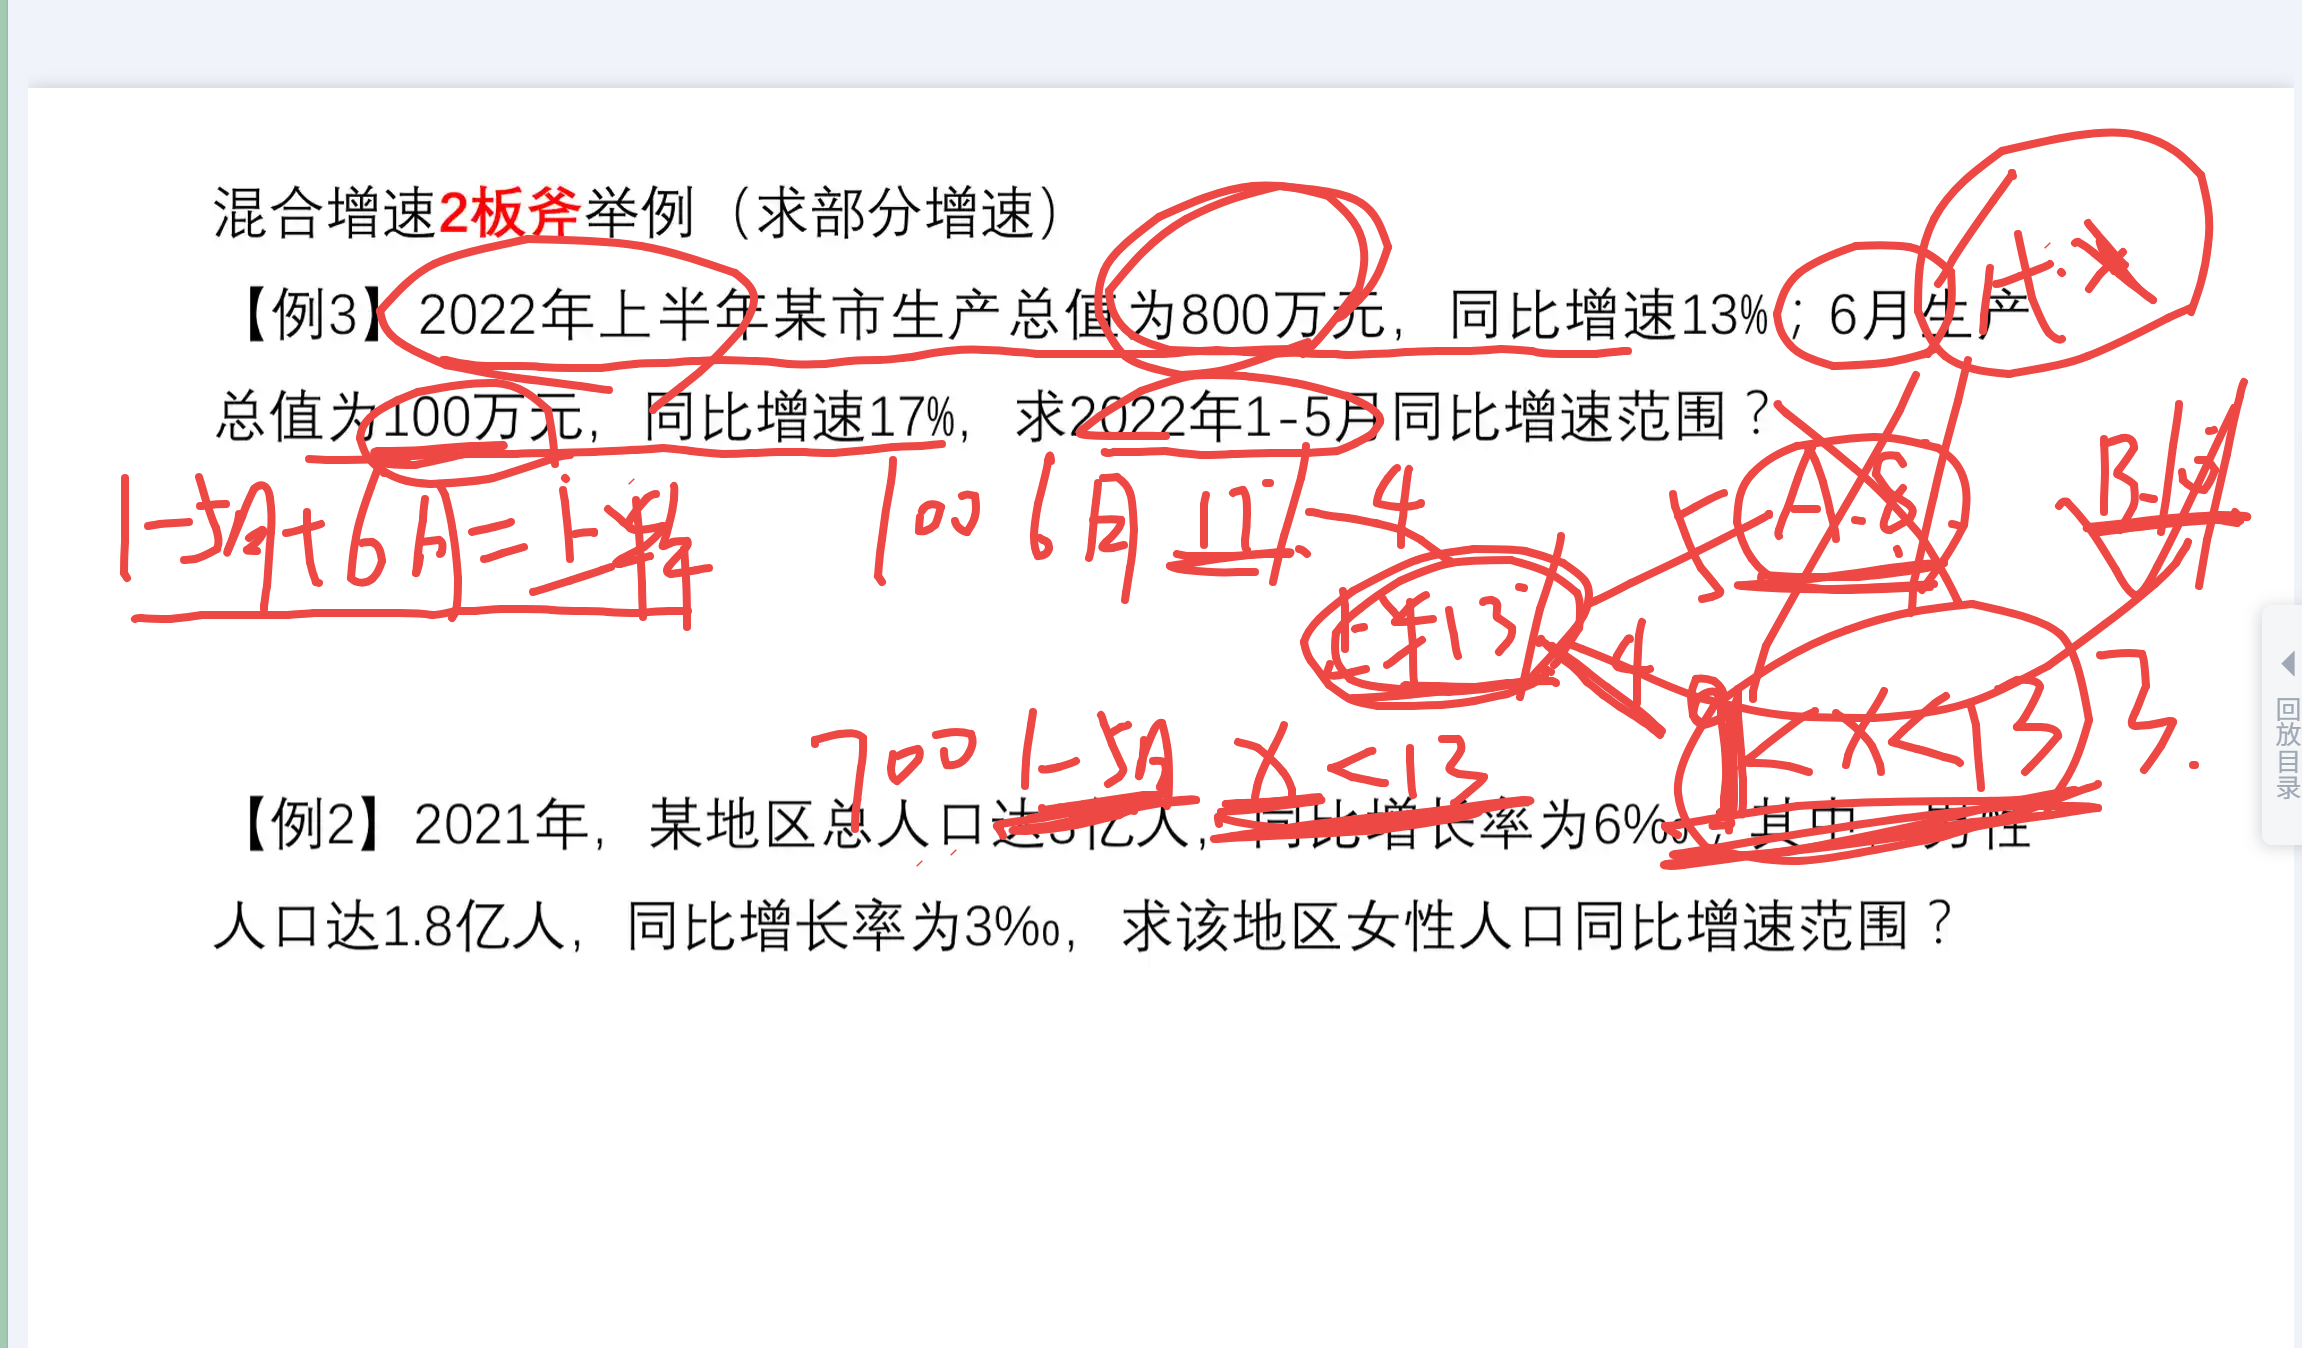 混合增速2板斧举例（求部分增速）
【例3】2022年上半年某市生产总值为800万元，同比增速13%；6月生产
总值为100万元，同比增速17%，求2022年1-5月同比增速范围？
1-5月+6月=上半年
100 6月 17% 4
上半年13%
4
A.8%
700 1-5月 x<13
9<x<13
【例2】2021年，某地区总人口达3亿人，同比增长率为6‰，其中，男性
人口达1.8亿人，同比增长率为3‰，求该地区女性人口同比增速范围？
回放目录